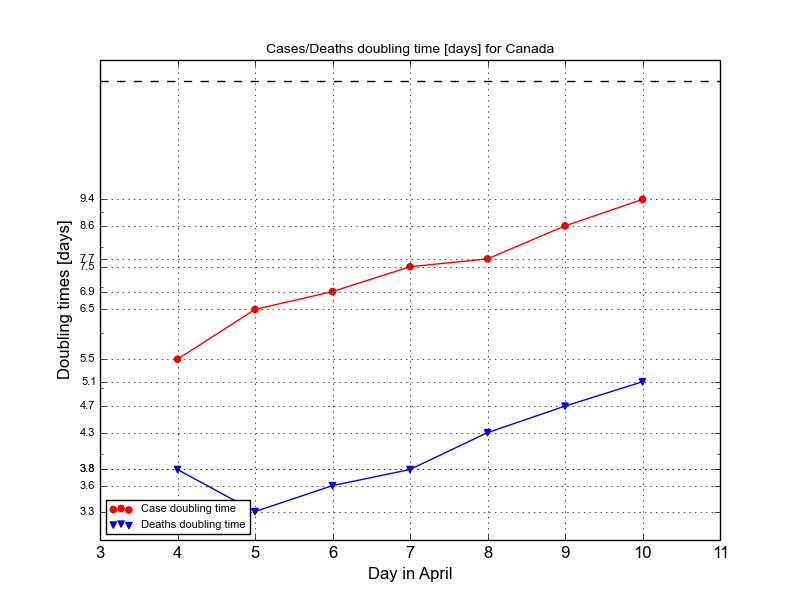 Cases/Deaths doubling time [days] for Canada
Doubling times [days]
9.4
8.6
7.7
7.5
6.9
6.5
5.5
5.1
4.7
4.3
3.8
3.6
3.3
Case doubling time
Deaths doubling time
3 4 5 6 7 8 9 10 11
Day in April